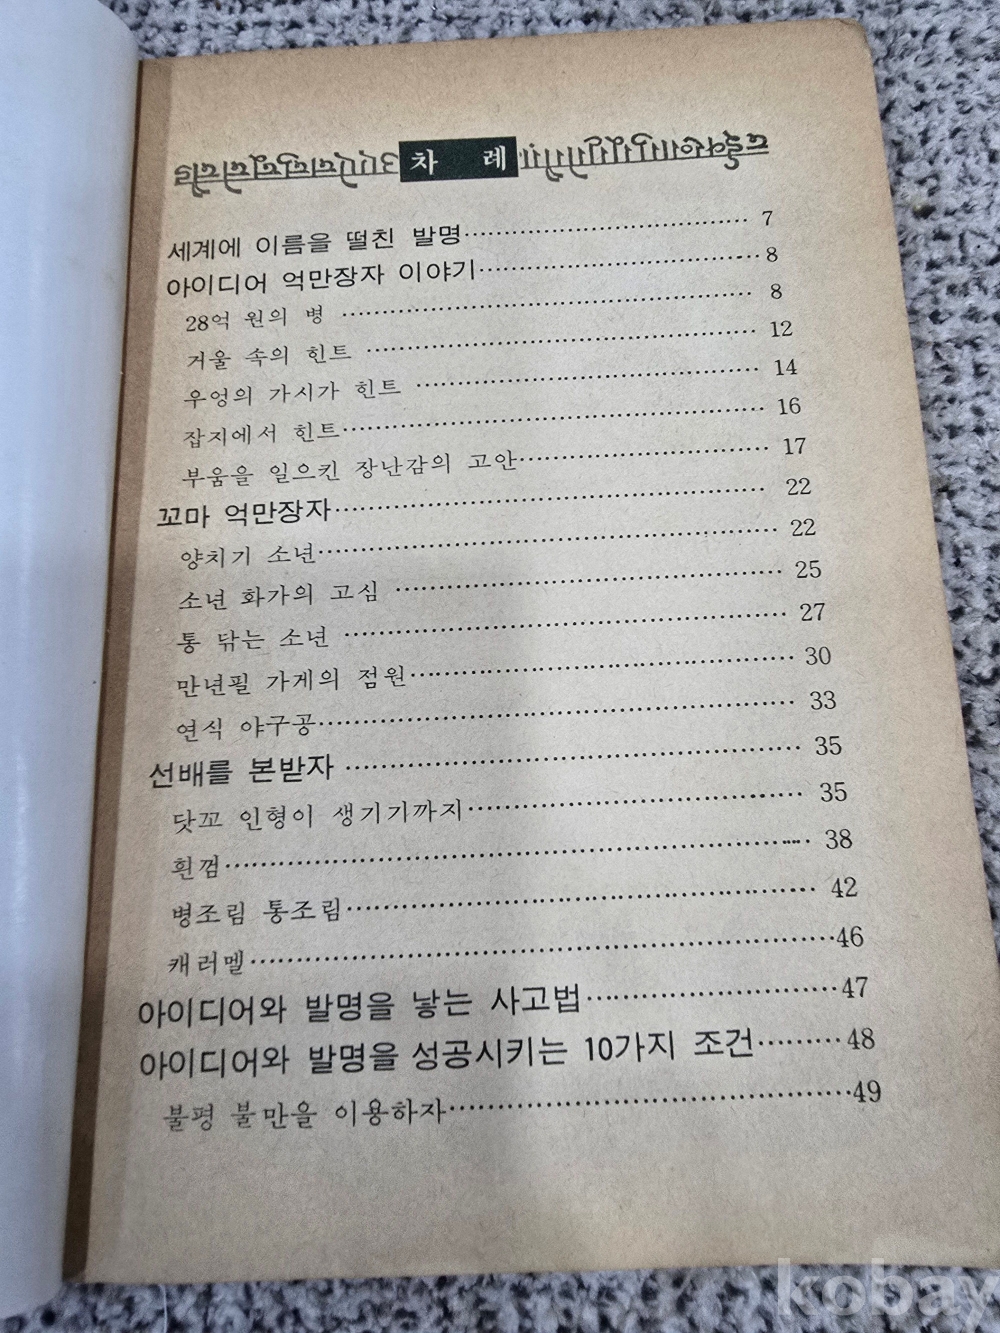 차 례
세계에 이름을 떨친 발명 7
아이디어 억만장자 이야기 8
28억 원의 병 8
거울 속의 힌트 12
우엉의 가시가 힌트 14
잡지에서 힌트 16
부움을 일으킨 장난감의 고안 17
꼬마 억만장자 22
양치기 소년 22
소년 화가의 고심 25
통 닦는 소년 27
만년필 가게의 점원 30
연식 야구공 33
선배를 본받자 35
닷꼬 인형이 생기기까지 35
흰껌 38
병조림 통조림 42
캐러멜 46
아이디어와 발명을 낳는 사고법 47
아이디어와 발명을 성공시키는 10가지 조건 48
불평 불만을 이용하자 49
kobay